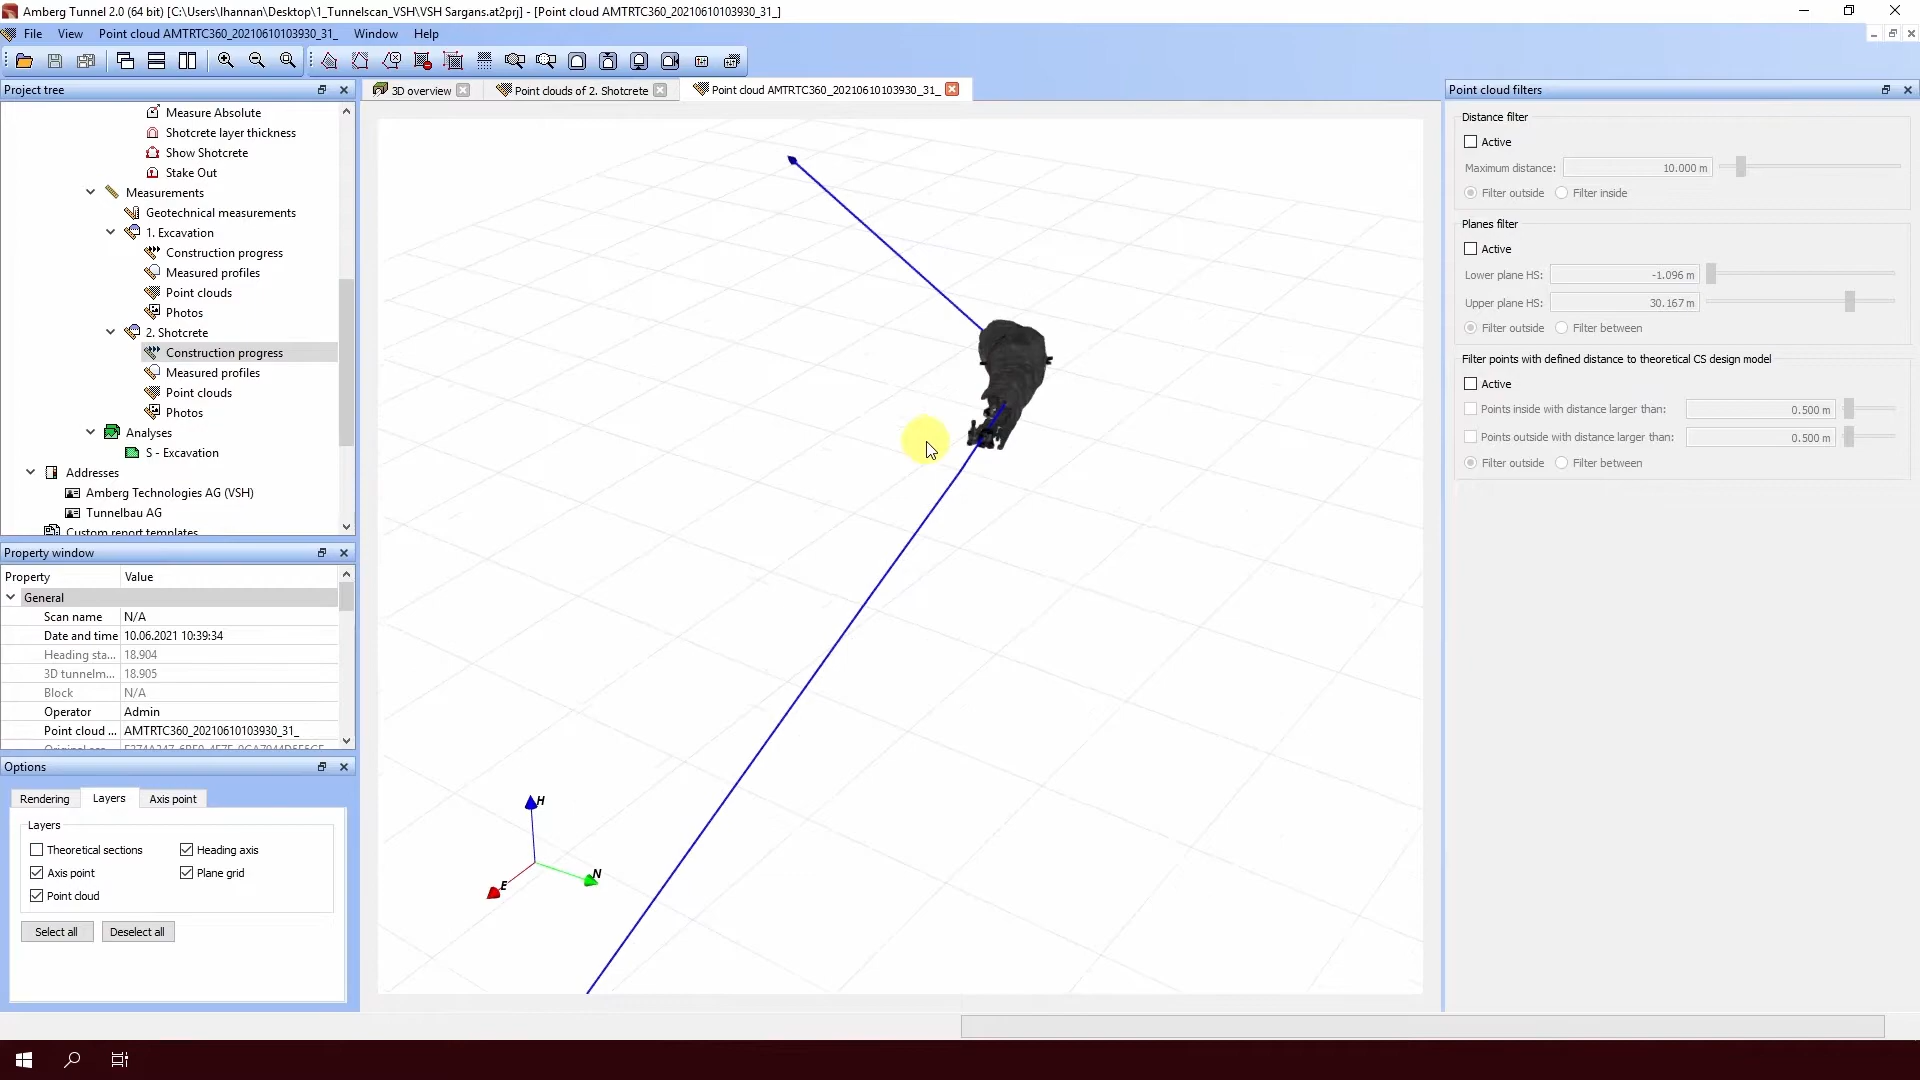 Amberg Tunnel 2.0 (64 bit) [C:\Users\lhannan\Desktop\1_Tunnelscan_VSH\VSH Sargans.at2prj] - [Point cloud AMTRTC360_20210610103930_31_]
File View Point cloud AMTRTC360_20210610103930_31_ Window Help
Project tree
Measure Absolute
Shotcrete layer thickness
Show Shotcrete
Stake Out
Measurements
Geotechnical measurements
1. Excavation
Construction progress
Measured profiles
Point clouds
Photos
2. Shotcrete
Construction progress
Measured profiles
Point clouds
Photos
Analyses
S - Excavation
Addresses
Amberg Technologies AG (VSH)
Tunnelbau AG
Custom report templates
Property window
Property Value
General
Scan name N/A
Date and time 10.06.2021 10:39:34
Heading sta... 18.904
3D tunnelm... 18.905
Block N/A
Operator Admin
Point cloud ... AMTRTC360_20210610103930_31_
Options
Rendering Layers Axis point
Layers
Theoretical sections Heading axis
Axis point Plane grid
Point cloud
Select all Deselect all
3D overview Point clouds of 2. Shotcrete Point cloud AMTRTC360_20210610103930_31_
H
N
E
Point cloud filters
Distance filter
Active
Maximum distance: 10.000 m
Filter outside Filter inside
Planes filter
Active
Lower plane HS: -1.096 m
Upper plane HS: 30.167 m
Filter outside Filter between
Filter points with defined distance to theoretical CS design model
Active
Points inside with distance larger than: 0.500 m
Points outside with distance larger than: 0.500 m
Filter outside Filter between